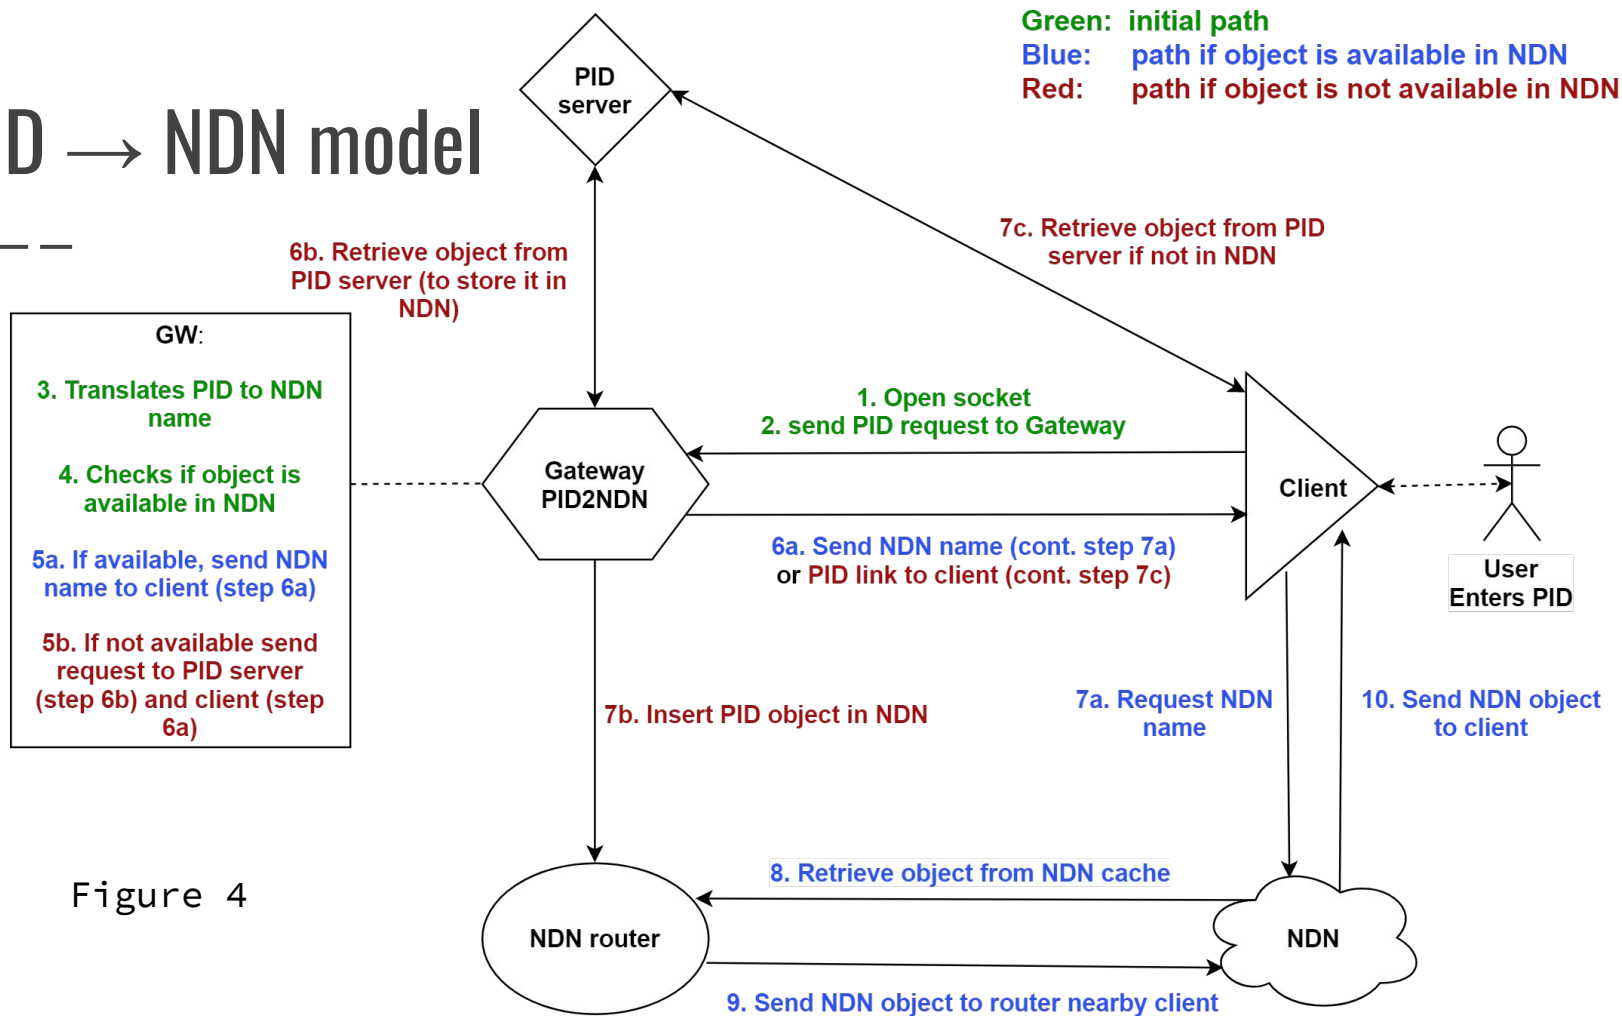 Green: initial path
Blue: path if object is available in NDN
Red: path if object is not available in NDN
D → NDN model
PID
server
6b. Retrieve object from
PID server (to store it in
NDN)
7c. Retrieve object from PID
server if not in NDN
GW:
3. Translates PID to NDN
name
4. Checks if object is
available in NDN
5a. If available, send NDN
name to client (step 6a)
5b. If not available send
request to PID server
(step 6b) and client (step
6a)
Gateway
PID2NDN
1. Open socket
2. send PID request to Gateway
6a. Send NDN name (cont. step 7a)
or PID link to client (cont. step 7c)
Client
User
Enters PID
7b. Insert PID object in NDN
7a. Request NDN
name
10. Send NDN object
to client
8. Retrieve object from NDN cache
NDN router
NDN
9. Send NDN object to router nearby client
Figure 4